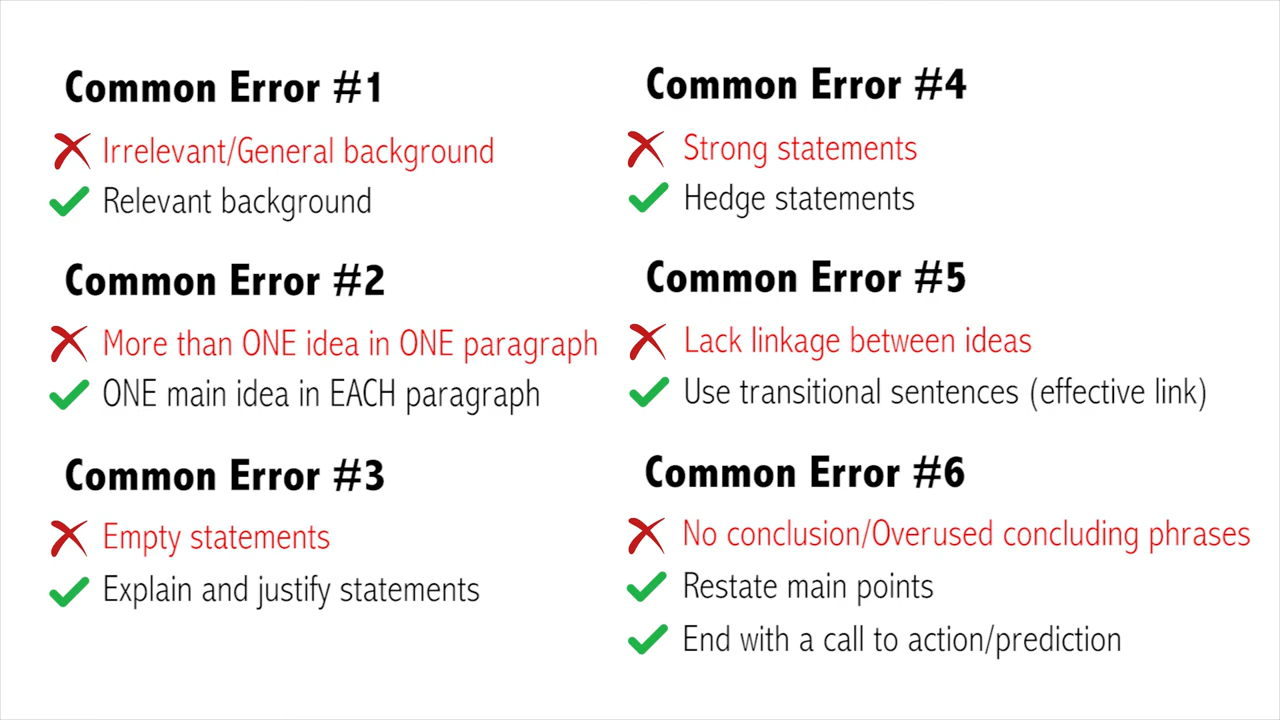 Common Error #1
Irrelevant/General background
Relevant background
Common Error #2
More than ONE idea in ONE paragraph
ONE main idea in EACH paragraph
Common Error #3
Empty statements
Explain and justify statements
Common Error #4
Strong statements
Hedge statements
Common Error #5
Lack linkage between ideas
Use transitional sentences (effective link)
Common Error #6
No conclusion/Overused concluding phrases
Restate main points
End with a call to action/prediction